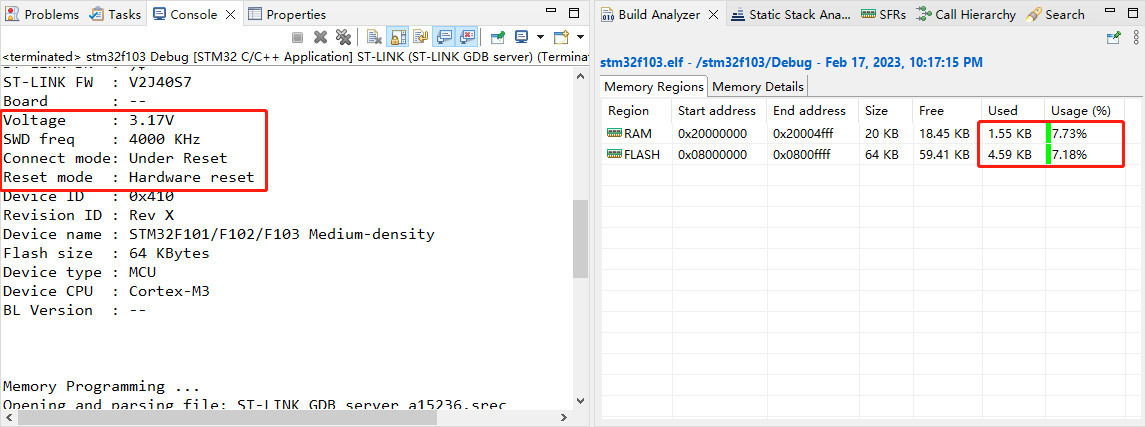 Problems Tasks Console Properties
<terminated> stm32f103 Debug [STM32 C/C++ Application] ST-LINK (ST-LINK GDB server) (Terminat
ST-LINK FW : V2J40S7
Board : --
Voltage : 3.17V
SWD freq : 4000 KHz
Connect mode: Under Reset
Reset mode : Hardware reset
Device ID : 0x410
Revision ID : Rev X
Device name : STM32F101/F102/F103 Medium-density
Flash size : 64 KBytes
Device type : MCU
Device CPU : Cortex-M3
BL Version : --
Memory Programming ...
Opening and parsing file: ST-LINK_GDB_server_a15236.srec
Build Analyzer Static Stack Ana... SFRs Call Hierarchy Search
stm32f103.elf - /stm32f103/Debug - Feb 17, 2023, 10:17:15 PM
Memory Regions Memory Details
Region Start address End address Size Free Used Usage (%)
RAM 0x20000000 0x20004fff 20 KB 18.45 KB 1.55 KB 7.73%
FLASH 0x08000000 0x0800ffff 64 KB 59.41 KB 4.59 KB 7.18%